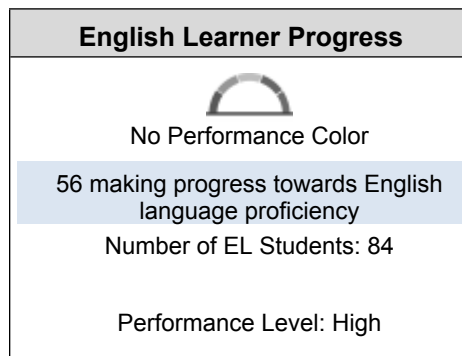 English Learner Progress
No Performance Color
56 making progress towards English
language proficiency
Number of EL Students: 84
Performance Level: High